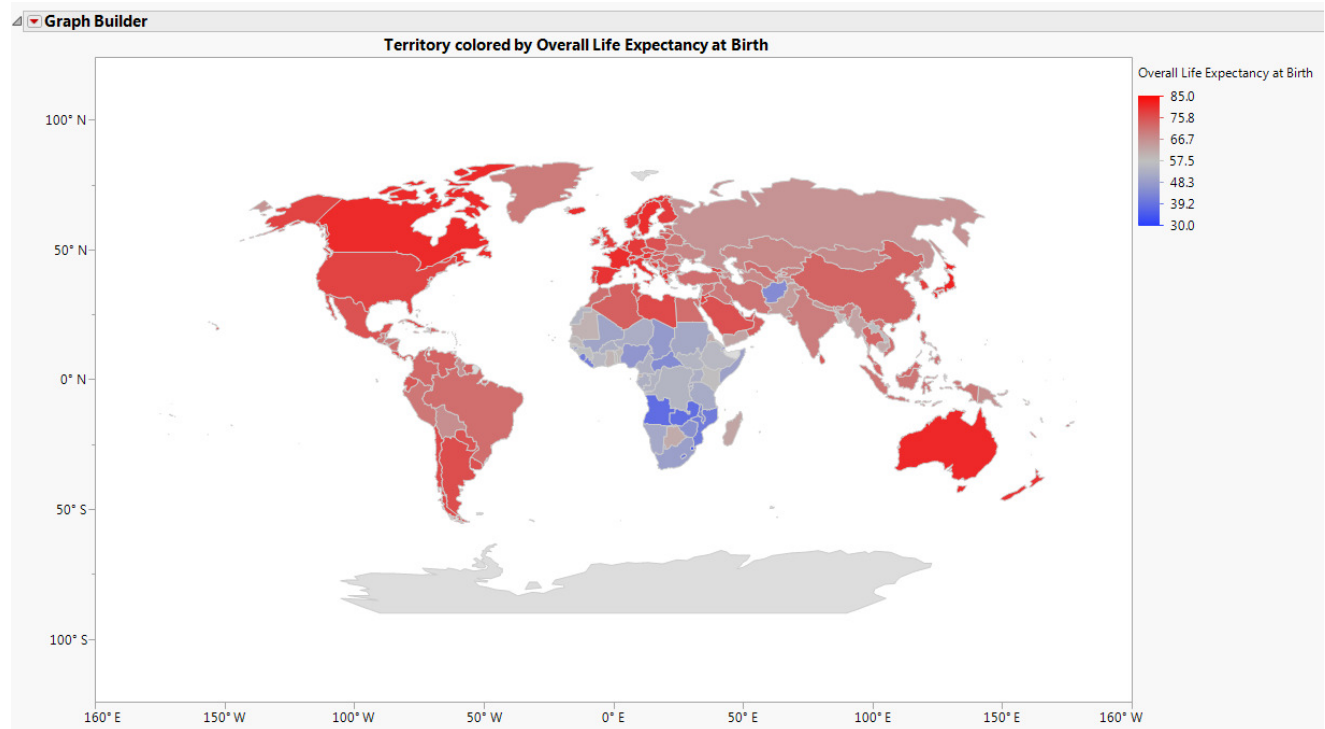 Graph Builder
Territory colored by Overall Life Expectancy at Birth
Overall Life Expectancy at Birth
85.0
75.8
66.7
57.5
48.3
39.2
30.0
100° N
50° N
0° N
50° S
100° S
160° E
150° W
100° W
50° W
0° E
50° E
100° E
150° E
160° W